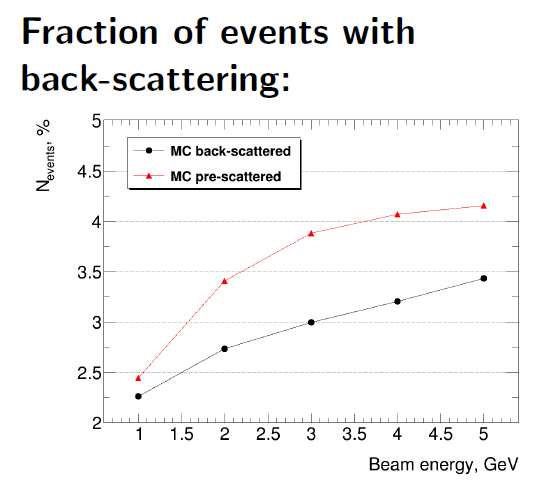 Fraction of events with
back-scattering:
N_events, %
5
4.5
4
3.5
3
2.5
2
MC back-scattered
MC pre-scattered
1 1.5 2 2.5 3 3.5 4 4.5 5
Beam energy, GeV